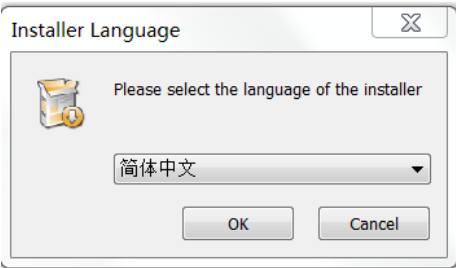 Installer Language
Please select the language of the installer
简体中文
OK
Cancel